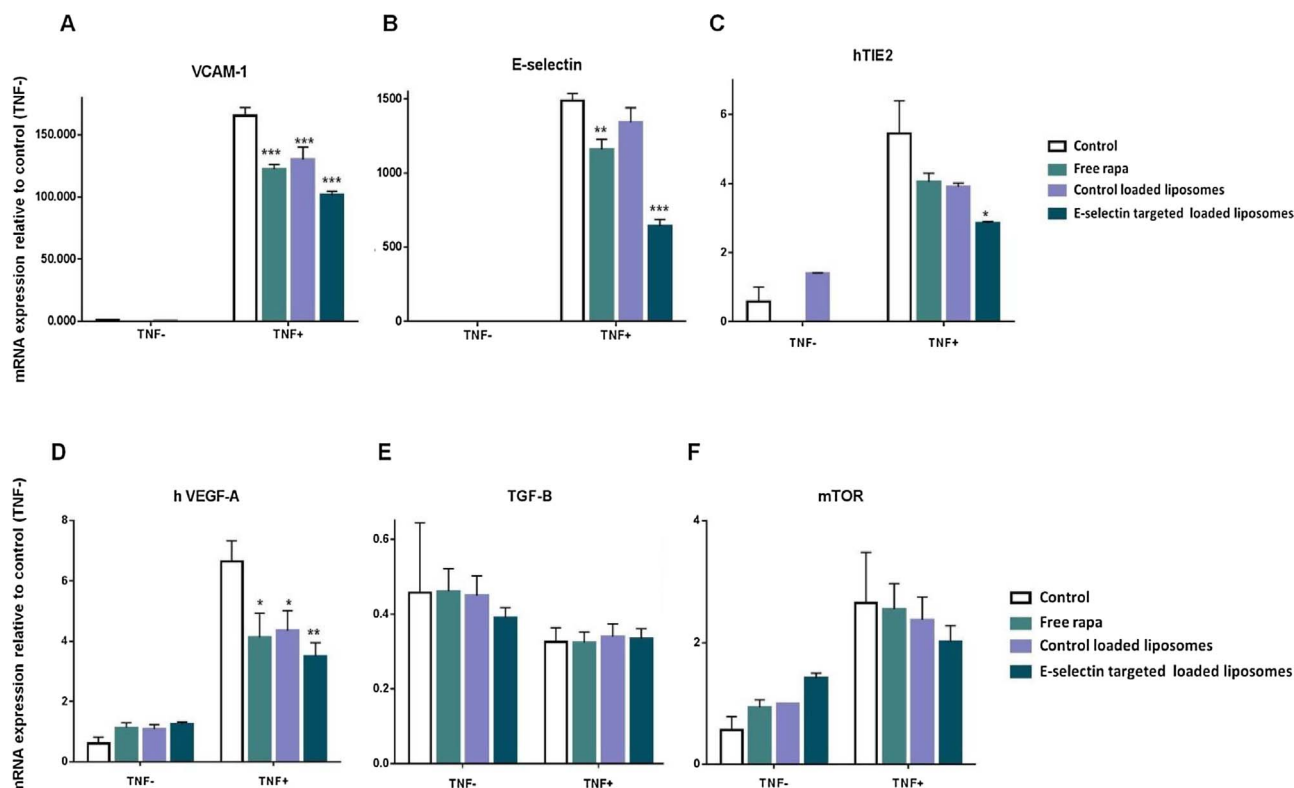 A
B
C
VCAM-1
E-selectin
hTIE2
mRNA expression relative to control (TNF-)
150.000
100.000
50.000
0.000
TNF-
TNF+
1500
1000
500
0
TNF-
TNF+
6
4
2
0
TNF-
TNF+
***
***
***
**
***
*
Control
Free rapa
Control loaded liposomes
E-selectin targeted loaded liposomes
D
E
F
h VEGF-A
TGF-B
mTOR
mRNA expression relative to control (TNF-)
8
6
4
2
0
TNF-
TNF+
*
*
**
0.6
0.4
0.2
0.0
TNF-
TNF+
4
2
0
TNF-
TNF+
Control
Free rapa
Control loaded liposomes
E-selectin targeted loaded liposomes